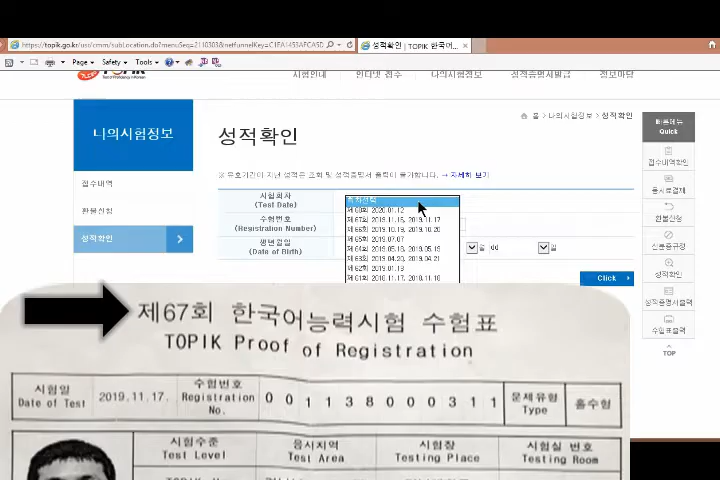 https://topik.go.kr/usr/cmm/subLocation.do?menuSeq=2110303&netfunnelKey=C1EA1453AFCA5D
성적확인 | TOPIK 한국어...
Page Safety Tools
시험안내 인터넷 접수 나의시험정보 성적증명서발급 정보마당
홈 > 나의시험정보 > 성적확인
나의시험정보
접수내역
환불신청
성적확인
성적확인
※ 유효기간이 지난 성적은 조회 및 성적증명서 출력이 불가합니다. → 자세히 보기
시험회차
(Test Date)
수험번호
(Registration Number)
생년월일
(Date of Birth)
회차선택
제68회 2020.01.12
제67회 2019.11.16, 2019.11.17
제66회 2019.10.19, 2019.10.20
제65회 2019.07.07
제64회 2019.05.18, 2019.05.19
제63회 2019.04.20, 2019.04.21
제62회 2019.01.13
제61회 2018.11.17, 2018.11.18
월 dd 일
Click
빠른메뉴
Quick
접수내역확인
응시료결제
환불신청
신분증규정
성적확인
성적증명서출력
수험표출력
TOP
제67회 한국어능력시험 수험표
TOPIK Proof of Registration
시험일
Date of Test
2019.11.17.
수험번호
Registration
No.
0 0 1 1 3 8 0 0 0 3 1 1
문제유형
Type
홀수형
시험수준
Test Level
응시지역
Test Area
시험장
Testing Place
시험실 번호
Testing Room